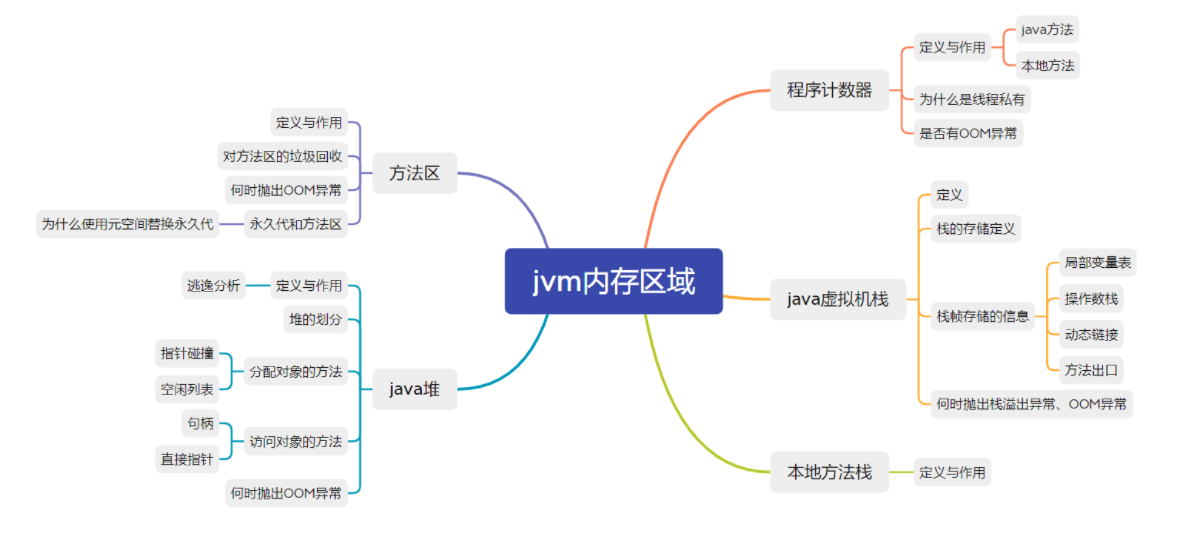 jvm内存区域
程序计数器
定义与作用
java方法
本地方法
为什么是线程私有
是否有OOM异常
java虚拟机栈
定义
栈的存储定义
栈帧存储的信息
局部变量表
操作数栈
动态链接
方法出口
何时抛出栈溢出异常、OOM异常
本地方法栈
定义与作用
方法区
定义与作用
对方法区的垃圾回收
何时抛出OOM异常
永久代和方法区
为什么使用元空间替换永久代
java堆
定义与作用
逃逸分析
堆的划分
分配对象的方法
指针碰撞
空闲列表
访问对象的方法
句柄
直接指针
何时抛出OOM异常